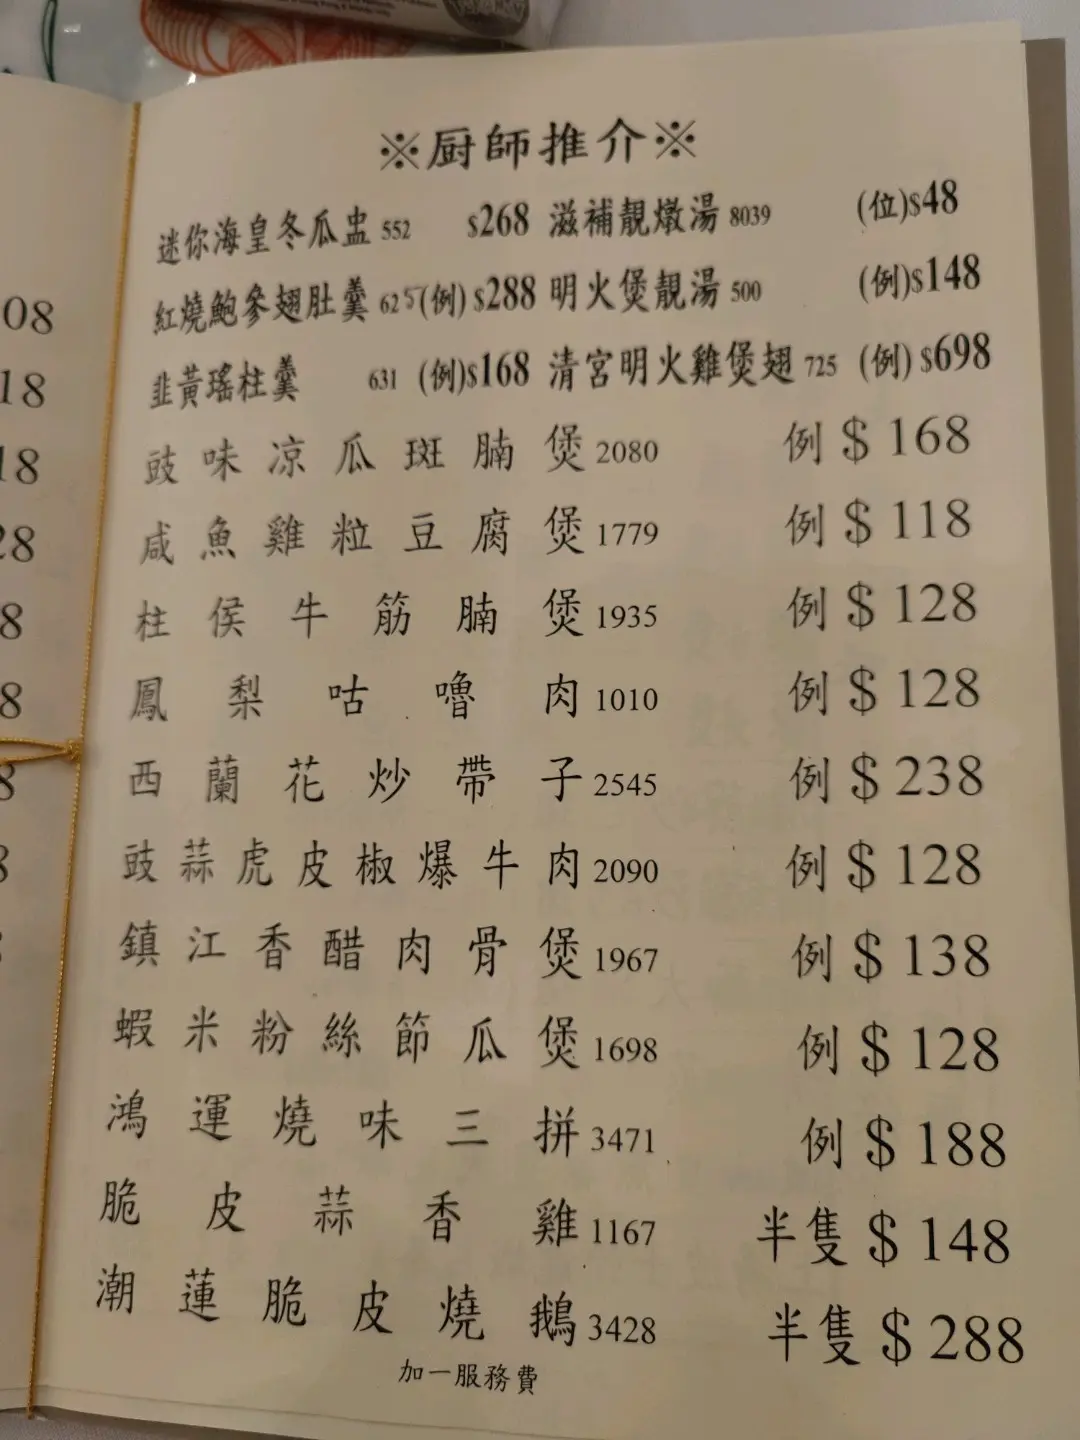 ※厨師推介※
迷你海皇冬瓜盅 552 $268 滋補靚燉湯 8039 (位)$48
紅燒鮑參翅肚羹 625 (例) $288 明火煲靚湯 500 (例)$148
韭黃瑤柱羹 631 (例)$168 清宮明火雞煲翅 725 (例) $698
豉味凉瓜斑腩煲 2080 例 $ 168
咸魚雞粒豆腐煲 1779 例 $ 118
柱侯牛筋腩煲 1935 例 $ 128
鳳梨咕嚕肉 1010 例 $ 128
西蘭花炒帶子 2545 例 $ 238
豉蒜虎皮椒爆牛肉 2090 例 $ 128
鎮江香醋肉骨煲 1967 例 $ 138
蝦米粉絲節瓜煲 1698 例 $ 128
鴻運燒味三拼 3471 例 $ 188
脆皮蒜香雞 1167 半隻 $ 148
潮蓮脆皮燒鵝 3428 半隻 $ 288
加一服務費